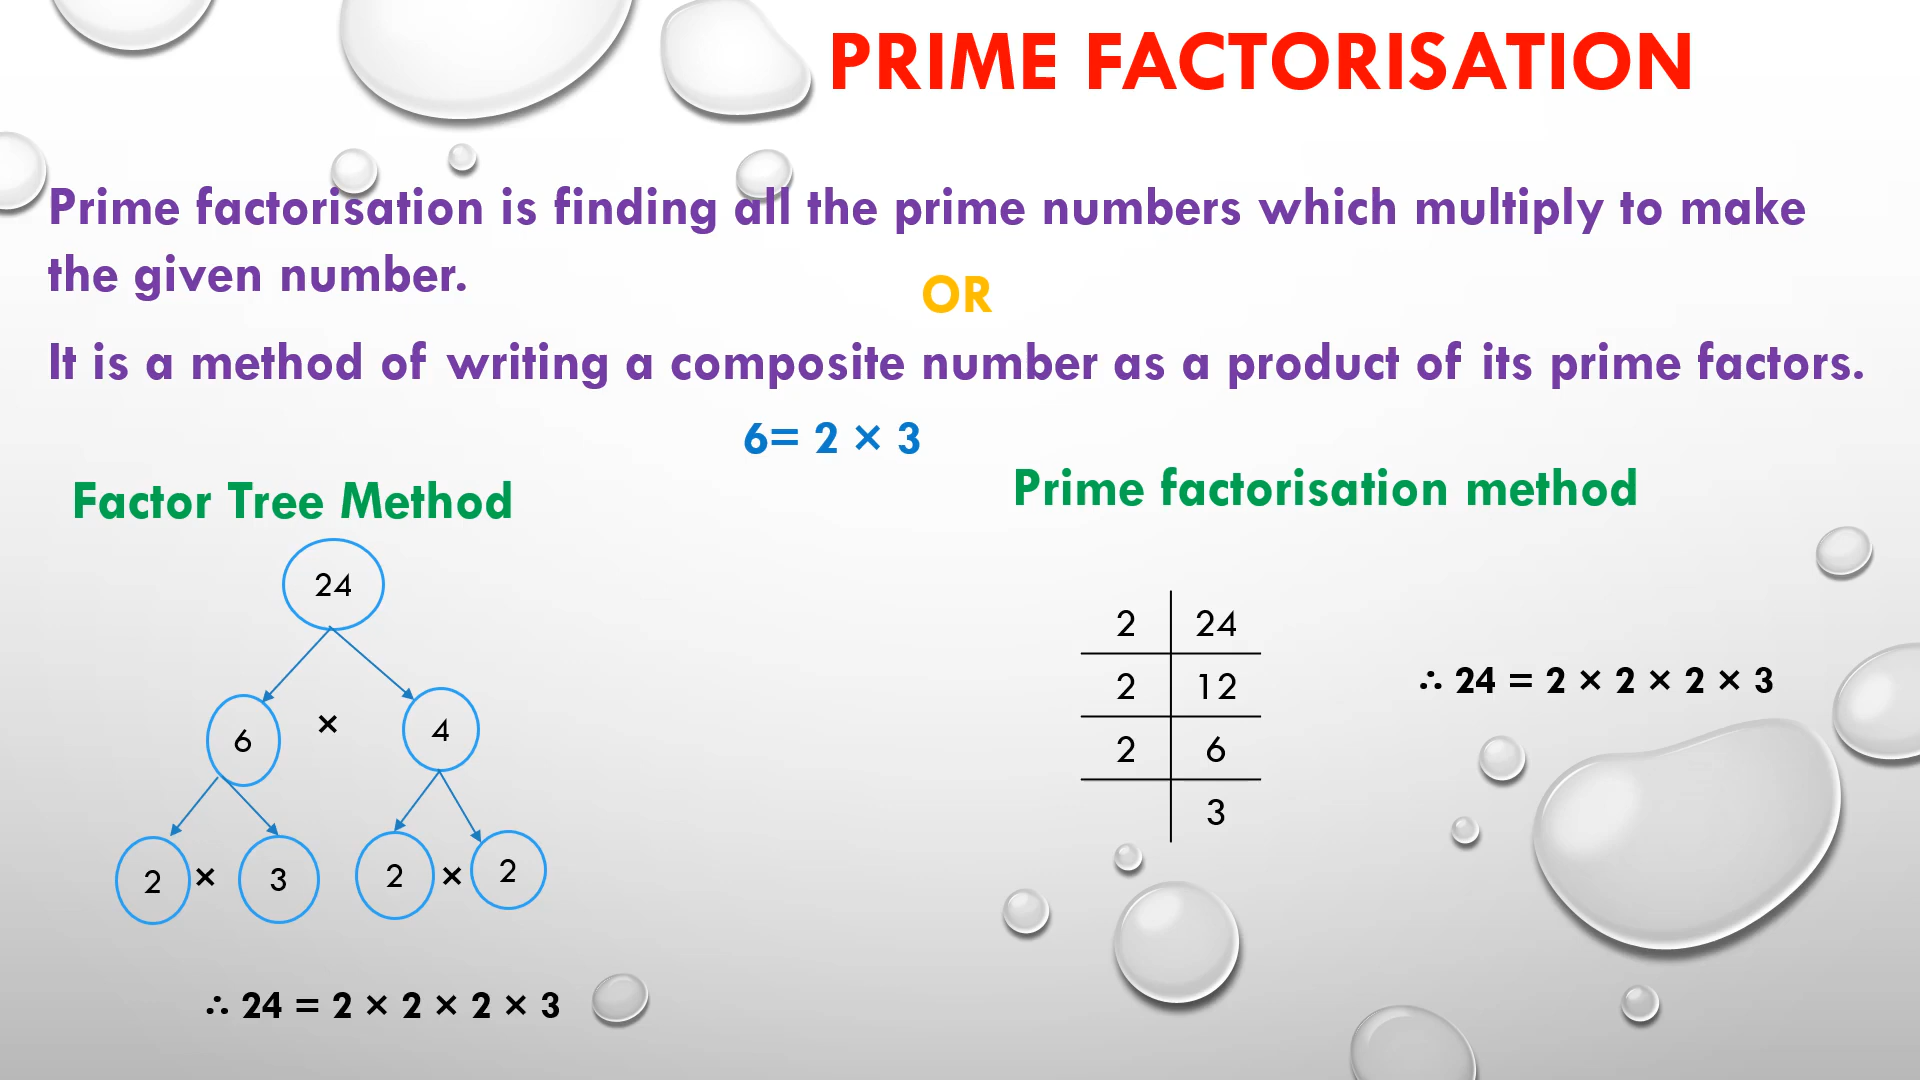 PRIME FACTORISATION
Prime factorisation is finding all the prime numbers which multiply to make
the given number.
OR
It is a method of writing a composite number as a product of its prime factors.
6= 2 × 3
Factor Tree Method
24
6 × 4
2 × 3 2 × 2
∴ 24 = 2 × 2 × 2 × 3
Prime factorisation method
2 24
2 12
2 6
3
∴ 24 = 2 × 2 × 2 × 3